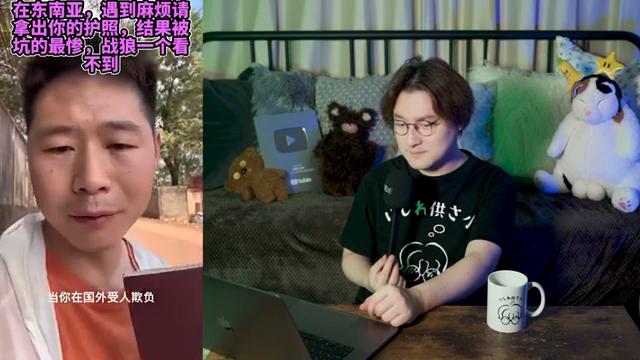 在东南亚，遇到麻烦请
拿出你的护照，结果被
坑的最惨，战狼一个看
不到
当你在国外受人欺负
YouTube